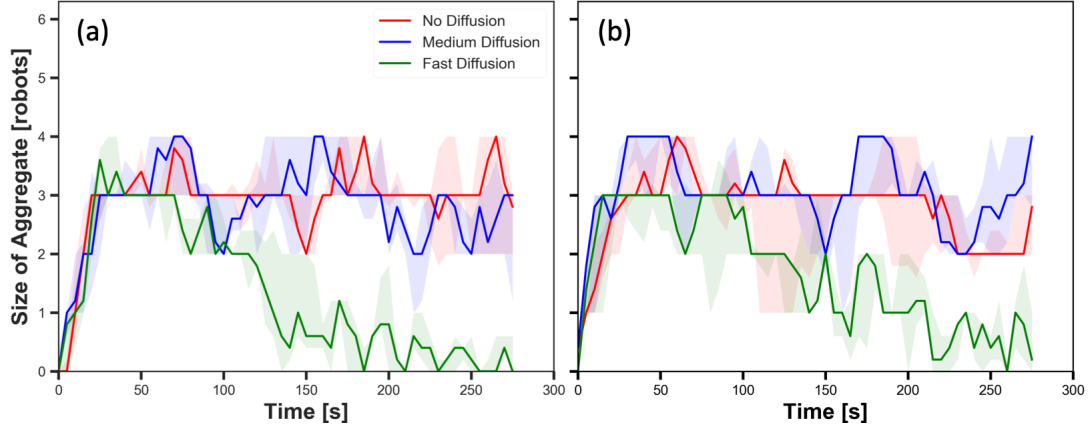 (a)
No Diffusion
Medium Diffusion
Fast Diffusion
Size of Aggregate [robots]
6
5
4
3
2
1
0
0 50 100 150 200 250 300
Time [s]
(b)
0 50 100 150 200 250 300
Time [s]